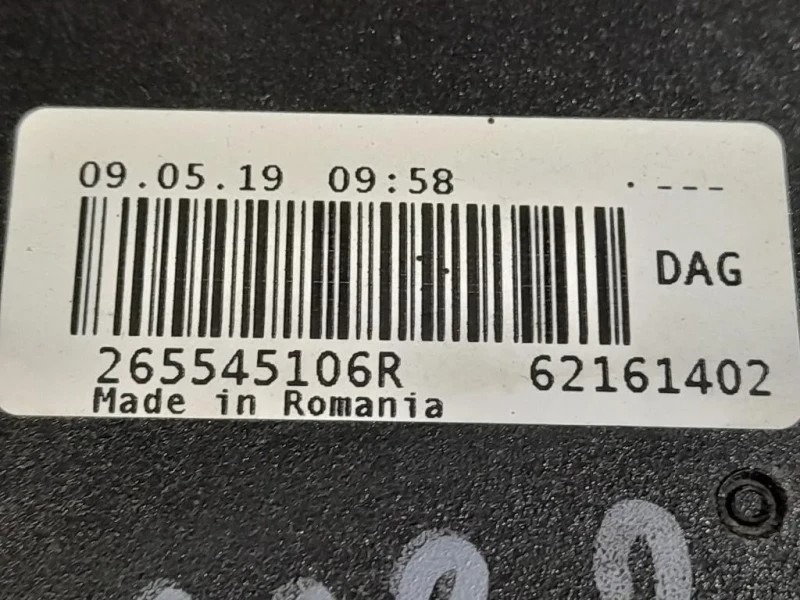 09.05.19 09:58 . ---
DAG
265545106R 62161402
Made in Romania